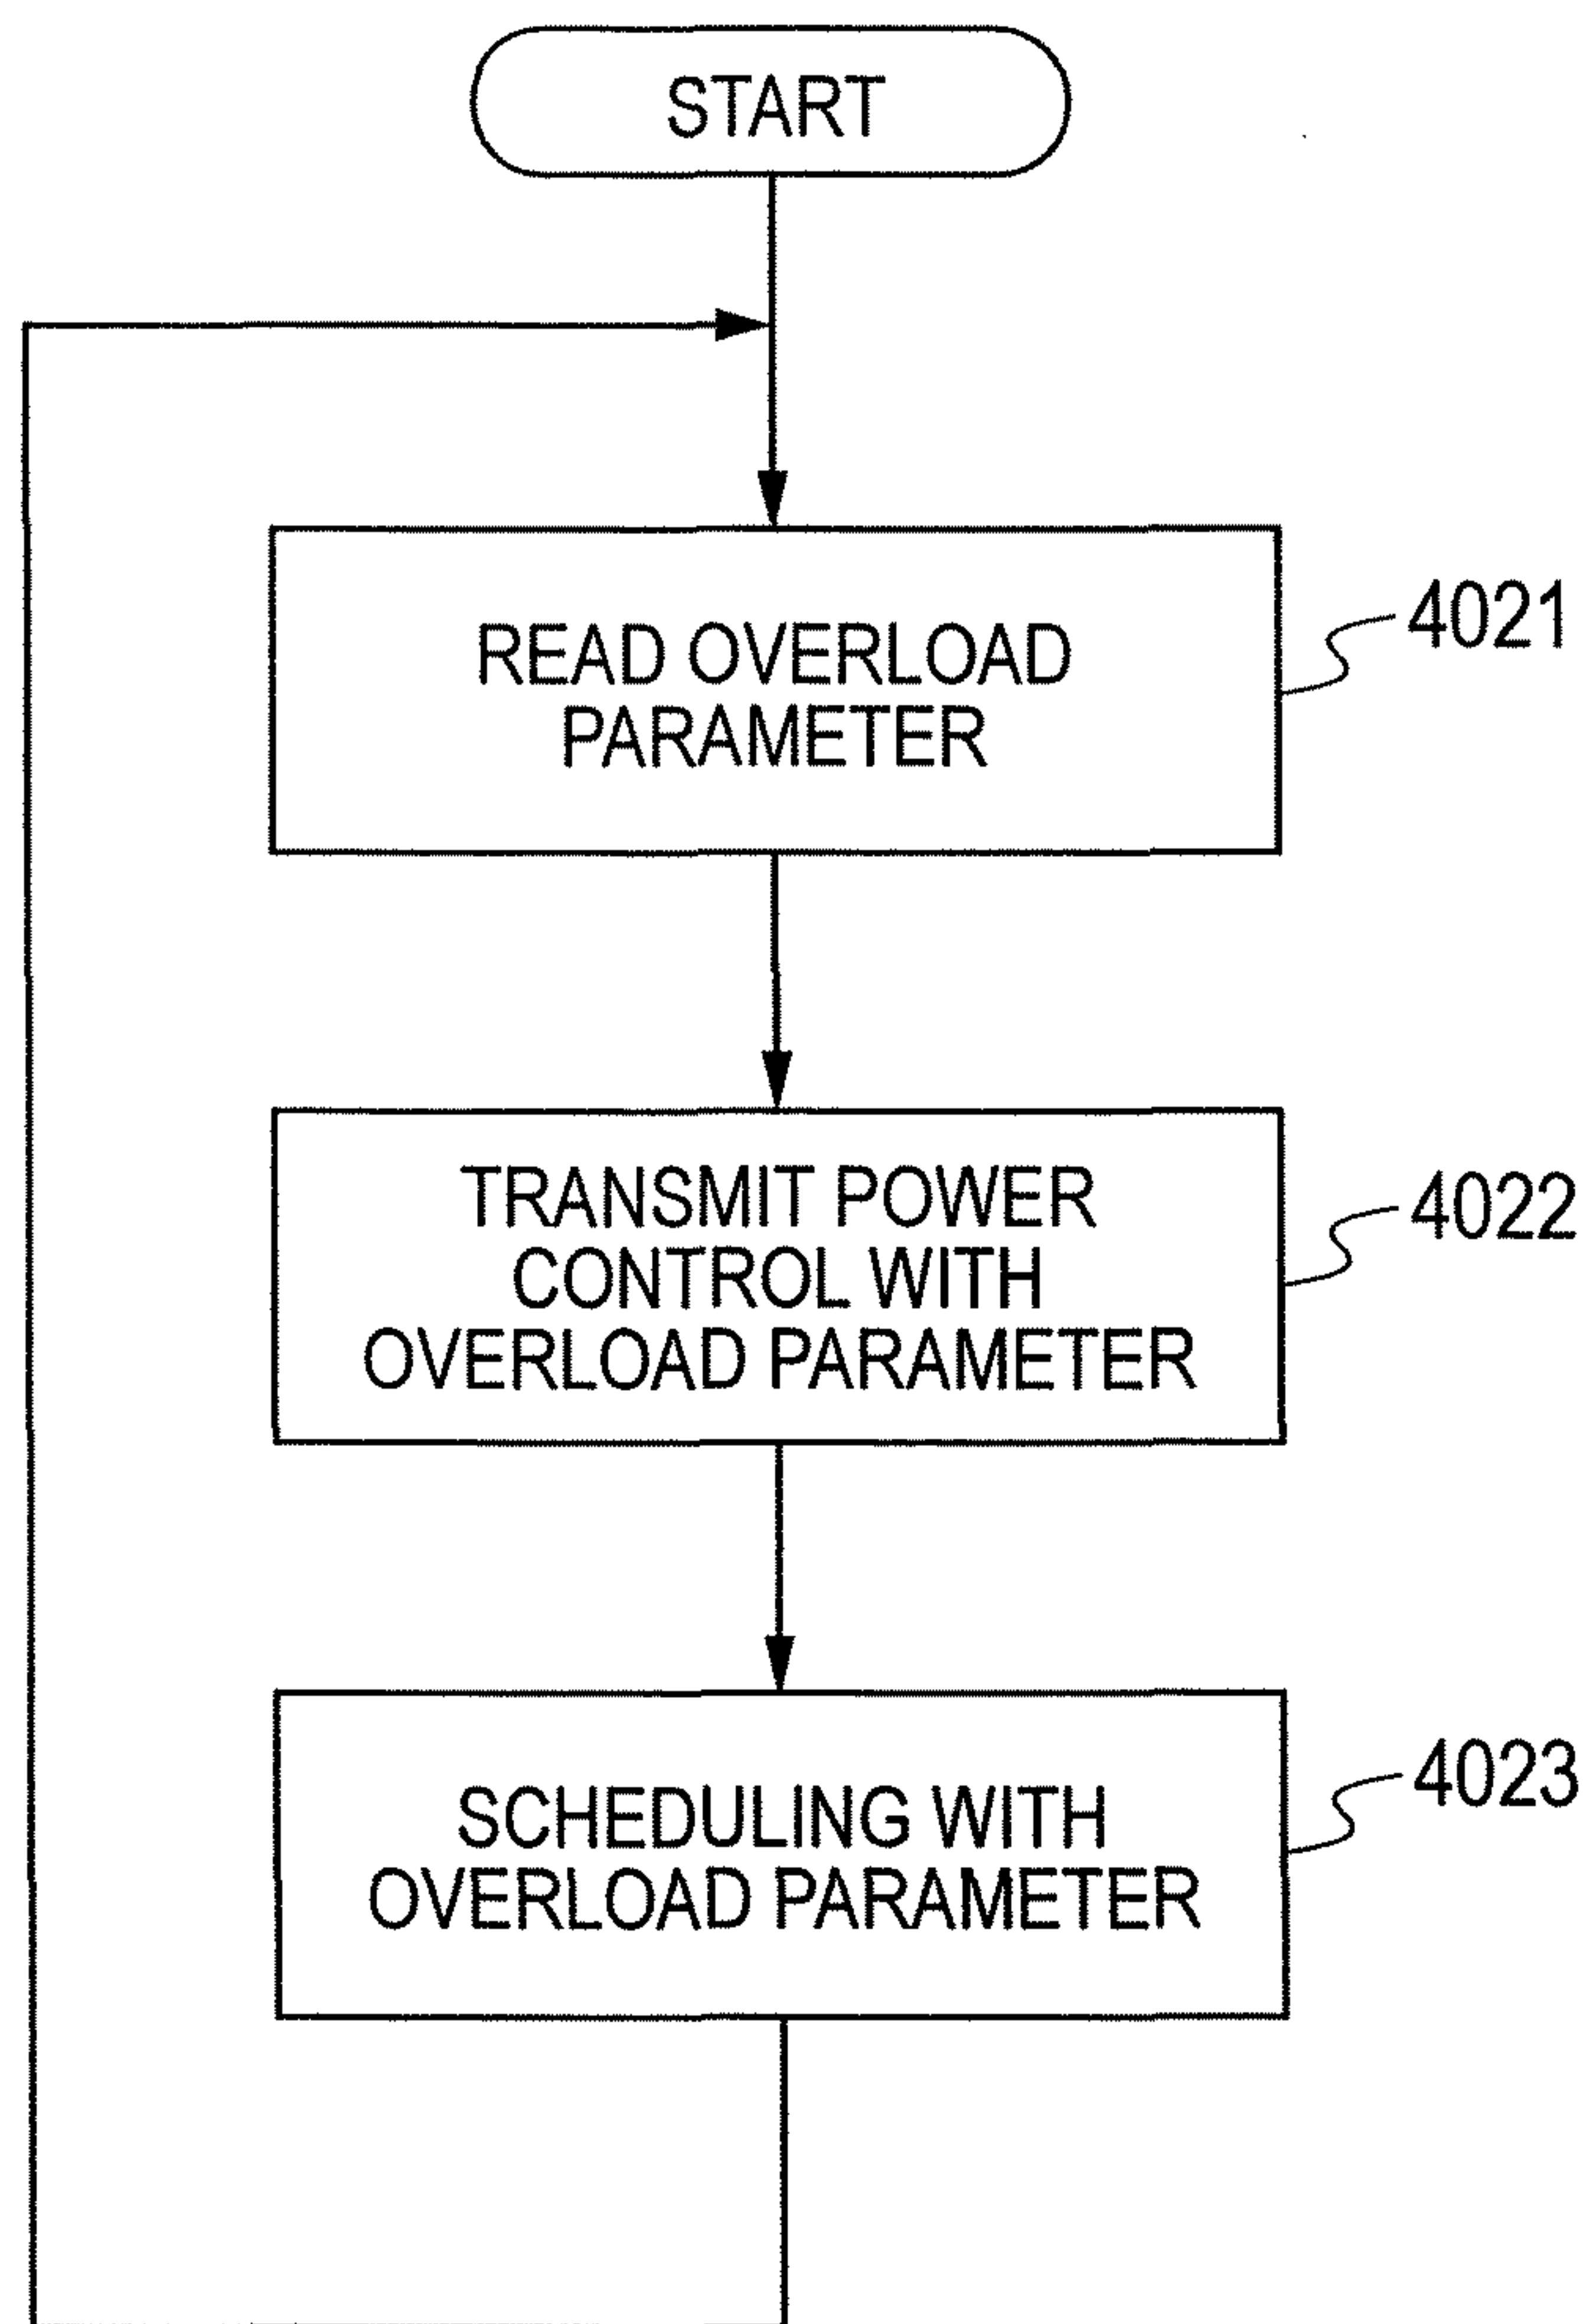 START
READ OVERLOAD
PARAMETER
4021
TRANSMIT POWER
CONTROL WITH
OVERLOAD PARAMETER
4022
SCHEDULING WITH
OVERLOAD PARAMETER
4023